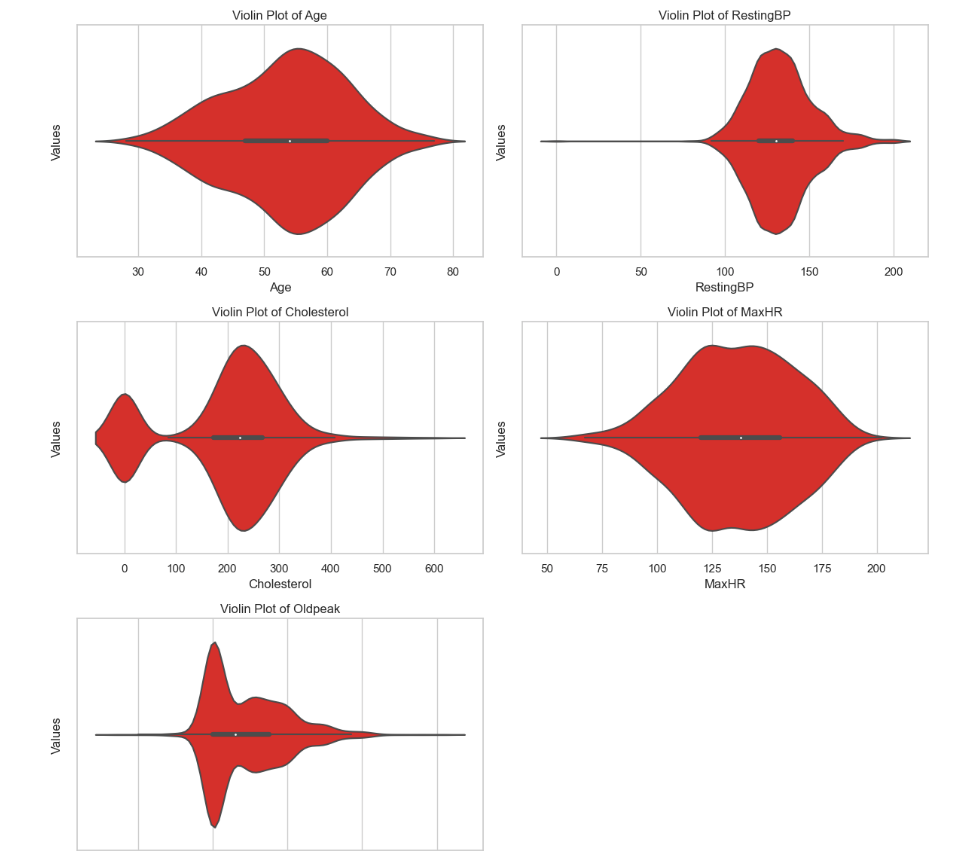 Violin Plot of Age
Values
30 40 50 60 70 80
Age
Violin Plot of RestingBP
Values
0 50 100 150 200
RestingBP
Violin Plot of Cholesterol
Values
0 100 200 300 400 500 600
Cholesterol
Violin Plot of MaxHR
Values
50 75 100 125 150 175 200
MaxHR
Violin Plot of Oldpeak
Values